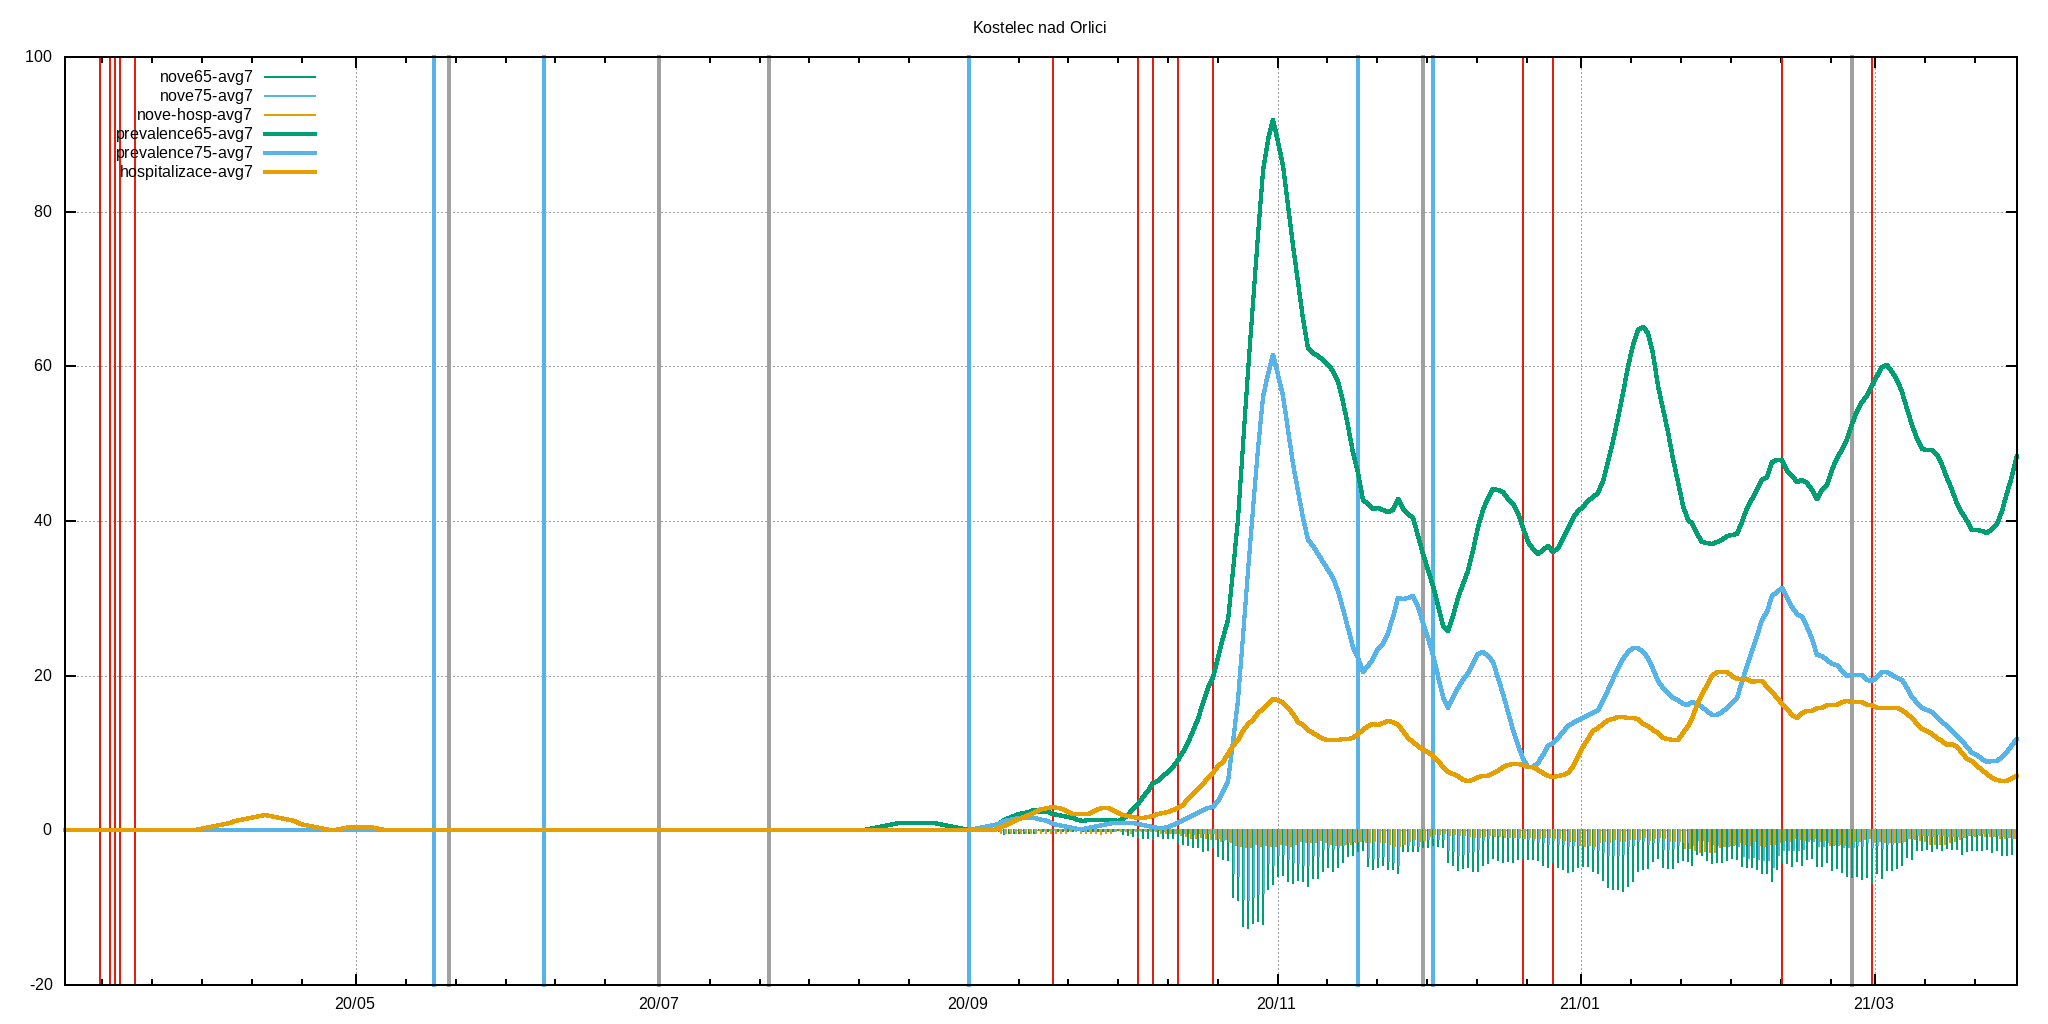 Kostelec nad Orlici
100
80
60
40
20
0
-20
nove65-avg7
nove75-avg7
nove-hosp-avg7
prevalence65-avg7
prevalence75-avg7
hospitalizace-avg7
20/05
20/07
20/09
20/11
21/01
21/03